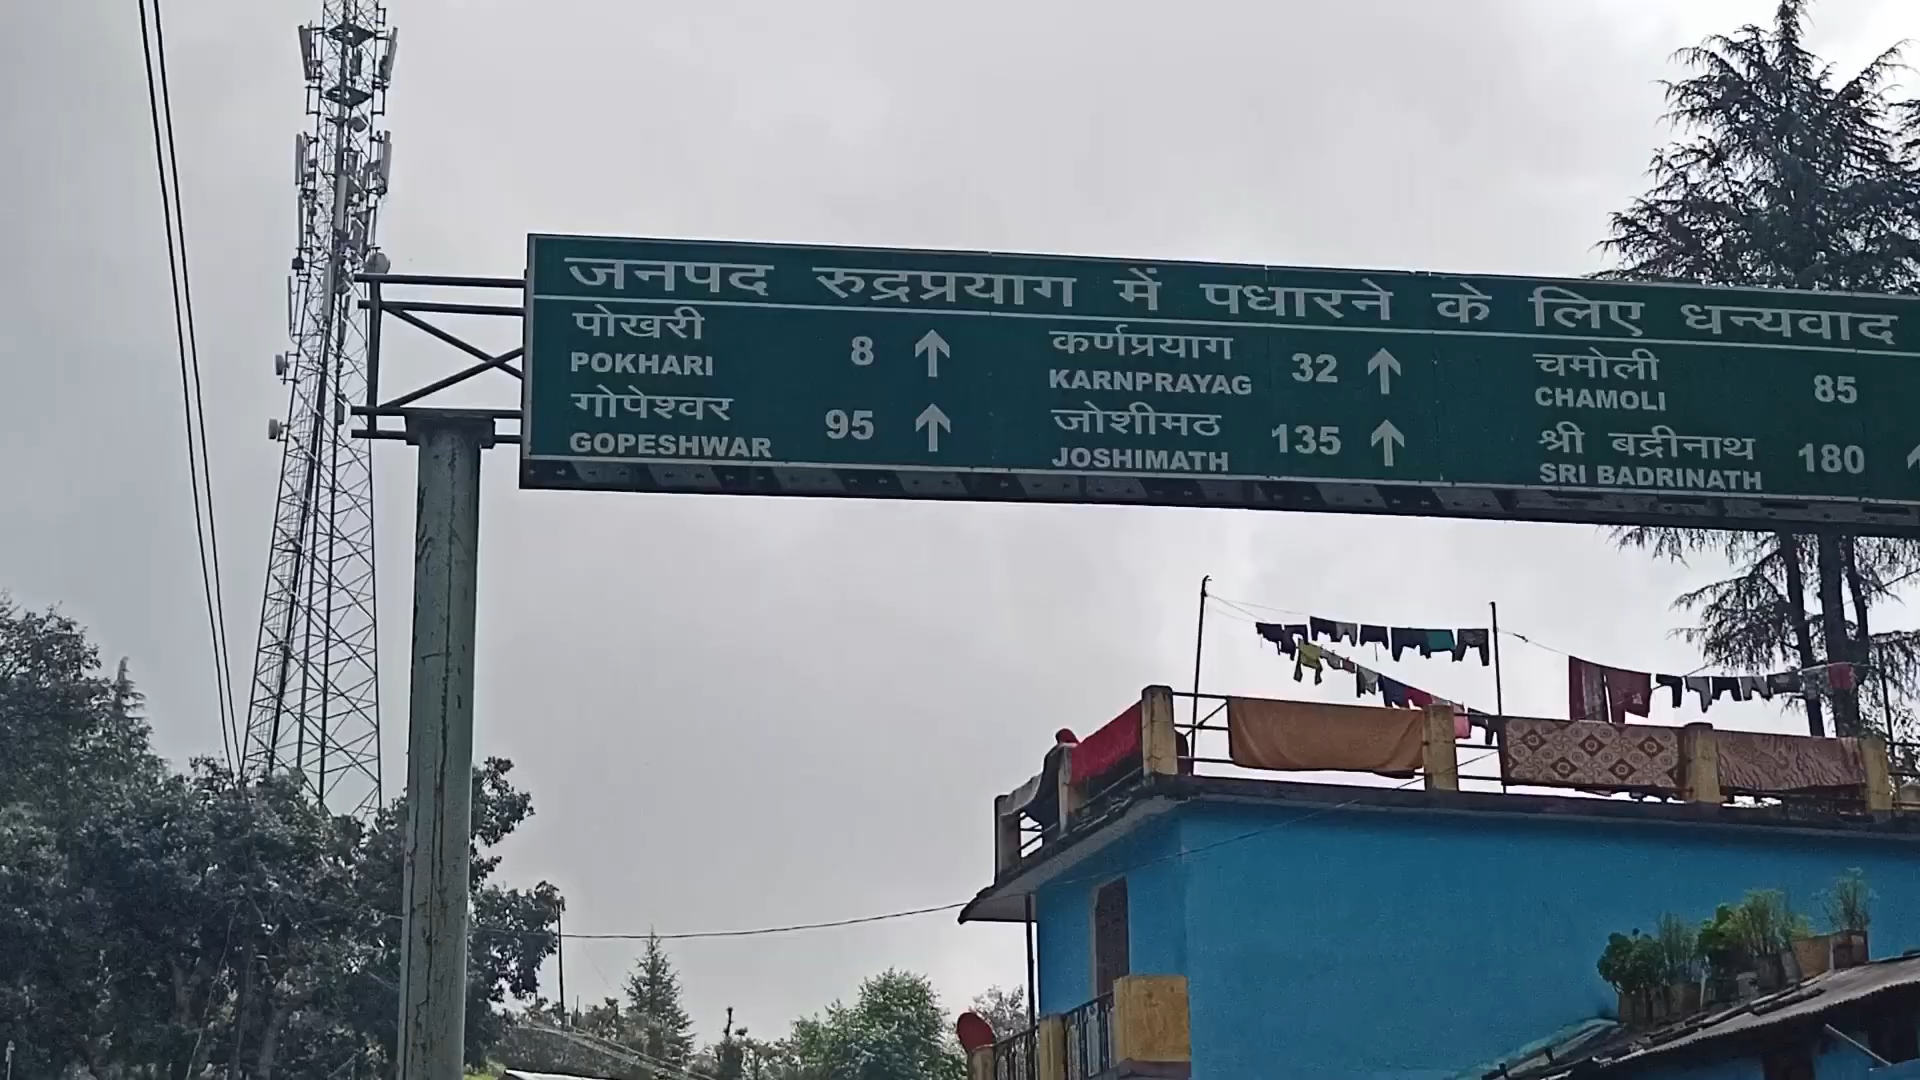 जनपद रुद्रप्रयाग में पधारने के लिए धन्यवाद
पोखरी
POKHARI 8 ↑
गोपेश्वर
GOPESHWAR 95 ↑
कर्णप्रयाग
KARNPRAYAG 32 ↑
जोशीमठ
JOSHIMATH 135 ↑
चमोली
CHAMOLI 85
श्री बद्रीनाथ
SRI BADRINATH 180